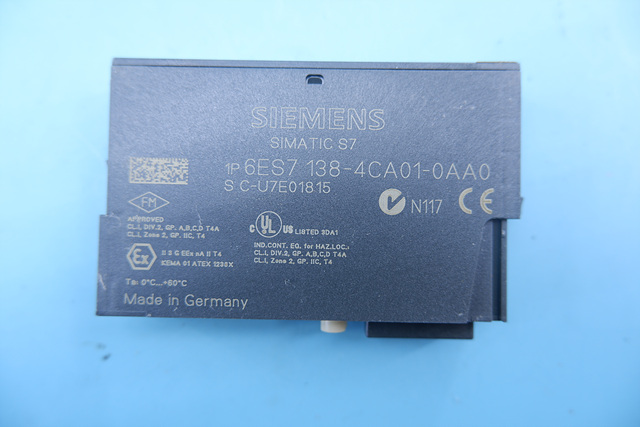 SIEMENS
SIMATIC S7
1P 6ES7 138-4CA01-0AA0
S C-U7E01815
N117
CE
FM
APPROVED
CL.I, DIV.2, GP. A,B,C,D T4A
CL.I, Zone 2, GP. IIC, T4
C UL US LISTED 9DA1
IND.CONT. EQ. for HAZ.LOC.:
CL.I, DIV.2, GP. A,B,C,D T4A
CL.I, Zone 2, GP. IIC, T4
Ex II 3 G EEx nA II T4
KEMA 01 ATEX 1238X
Ta: 0°C...+60°C
Made in Germany